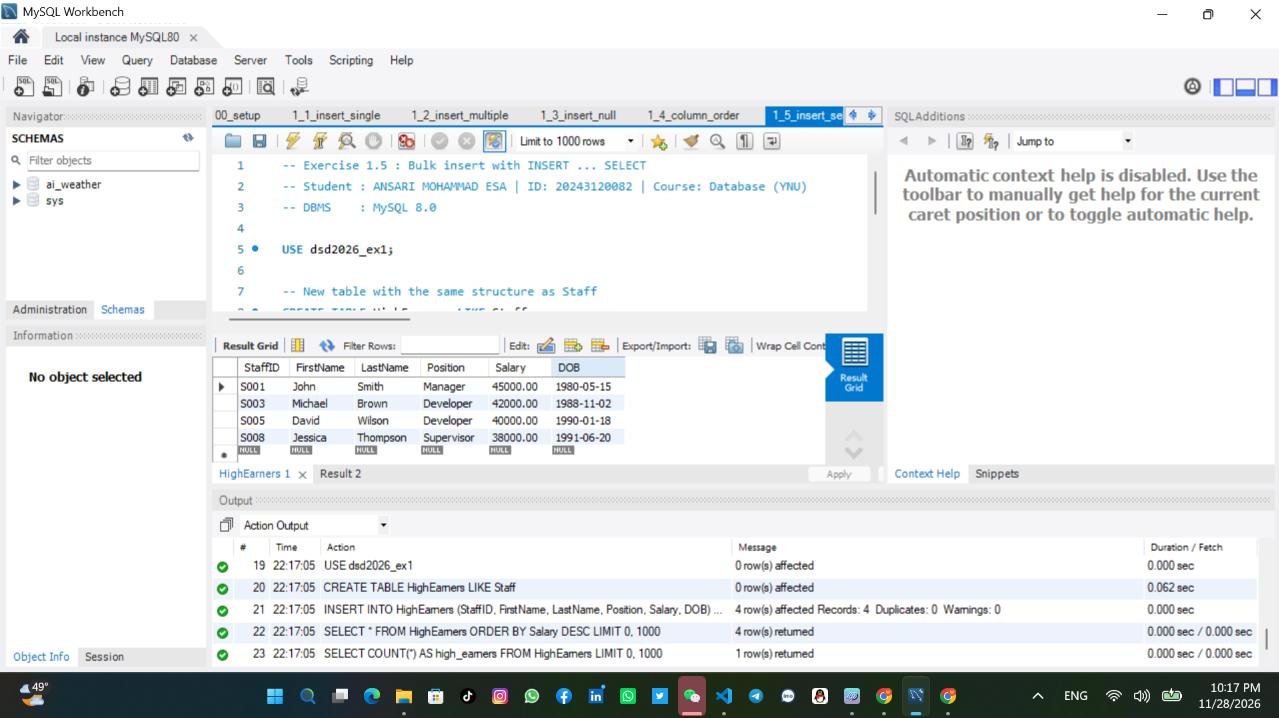 MySQL Workbench
Local instance MySQL80
File Edit View Query Database Server Tools Scripting Help
Navigator
SCHEMAS
Filter objects
ai_weather
sys
Administration Schemas
Information
No object selected
Object Info Session
00_setup 1_1_insert_single 1_2_insert_multiple 1_3_insert_null 1_4_column_order 1_5_insert_se
Limit to 1000 rows
1 -- Exercise 1.5 : Bulk insert with INSERT ... SELECT
2 -- Student : ANSARI MOHAMMAD ESA | ID: 20243120082 | Course: Database (YNU)
3 -- DBMS    : MySQL 8.0
4
5 USE dsd2026_ex1;
6
7 -- New table with the same structure as Staff
Result Grid Filter Rows: Edit: Export/Import: Wrap Cell Cont
StaffID FirstName LastName Position Salary DOB
S001 John Smith Manager 45000.00 1980-05-15
S003 Michael Brown Developer 42000.00 1988-11-02
S005 David Wilson Developer 40000.00 1990-01-18
S008 Jessica Thompson Supervisor 38000.00 1991-06-20
NULL NULL NULL NULL NULL NULL
Result
Grid
HighEarners 1 Result 2
Apply
SQLAdditions
Jump to
Automatic context help is disabled. Use the
toolbar to manually get help for the current
caret position or to toggle automatic help.
Context Help Snippets
Output
Action Output
# Time Action Message Duration / Fetch
19 22:17:05 USE dsd2026_ex1 0 row(s) affected 0.000 sec
20 22:17:05 CREATE TABLE HighEarners LIKE Staff 0 row(s) affected 0.062 sec
21 22:17:05 INSERT INTO HighEarners (StaffID, FirstName, LastName, Position, Salary, DOB) ... 4 row(s) affected Records: 4 Duplicates: 0 Warnings: 0 0.000 sec
22 22:17:05 SELECT * FROM HighEarners ORDER BY Salary DESC LIMIT 0, 1000 4 row(s) returned 0.000 sec / 0.000 sec
23 22:17:05 SELECT COUNT(*) AS high_earners FROM HighEarners LIMIT 0, 1000 1 row(s) returned 0.000 sec / 0.000 sec
49°
ENG
10:17 PM
11/28/2026